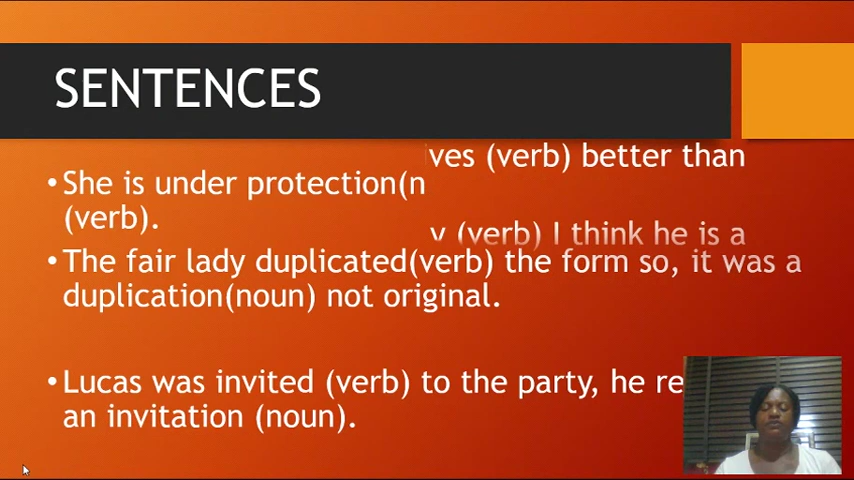 SENTENCES
ves (verb) better than
•She is under protection(n
(verb).
(verb) I think he is a
•The fair lady duplicated(verb) the form so, it was a
duplication(noun) not original.
•Lucas was invited (verb) to the party, he re
an invitation (noun).